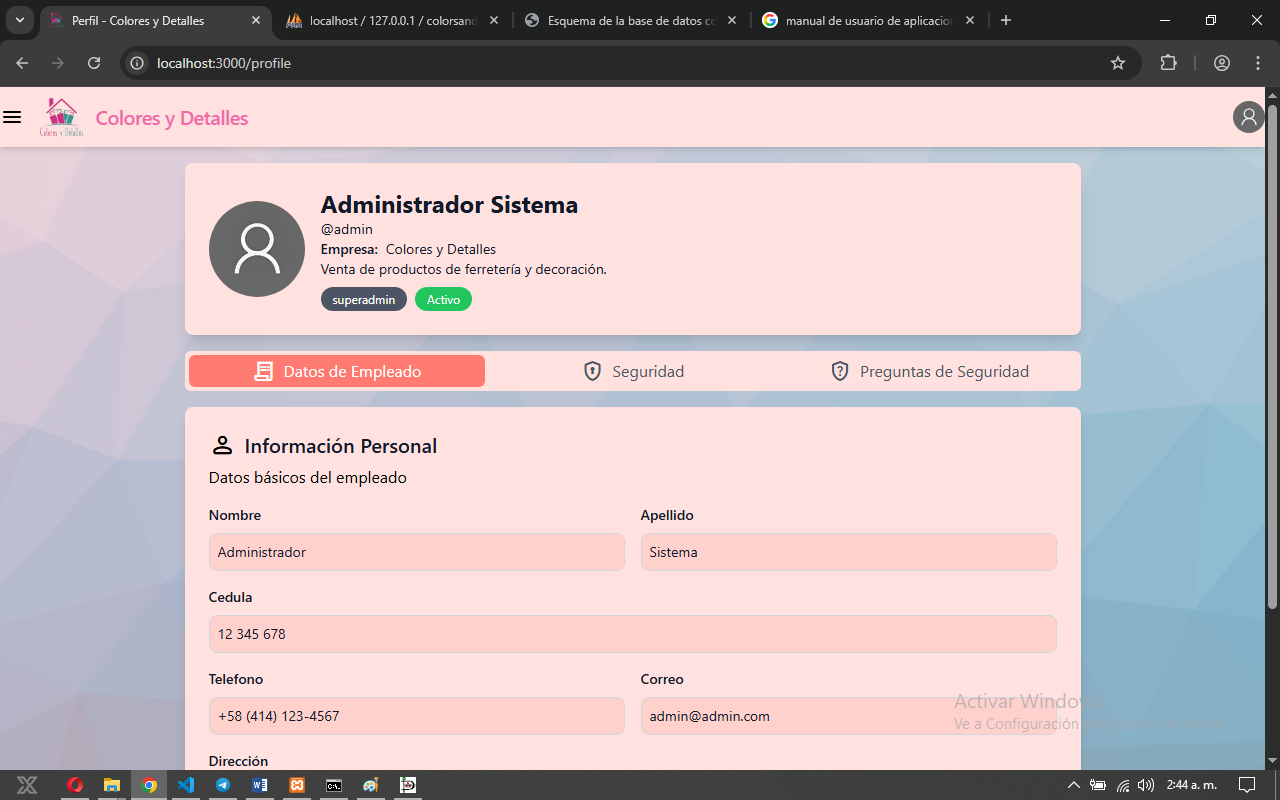 Perfil - Colores y Detalles
localhost / 127.0.0.1 / colorsand
Esquema de la base de datos co
manual de usuario de aplicacion
localhost:3000/profile
Colores y Detalles
Colores y Detalles
Administrador Sistema
@admin
Empresa: Colores y Detalles
Venta de productos de ferretería y decoración.
superadmin Activo
Datos de Empleado
Seguridad
Preguntas de Seguridad
Información Personal
Datos básicos del empleado
Nombre Apellido
Administrador Sistema
Cedula
12 345 678
Telefono Correo
+58 (414) 123-4567 admin@admin.com
Activar Windows
Ve a Configuración
Dirección
2:44 a. m.